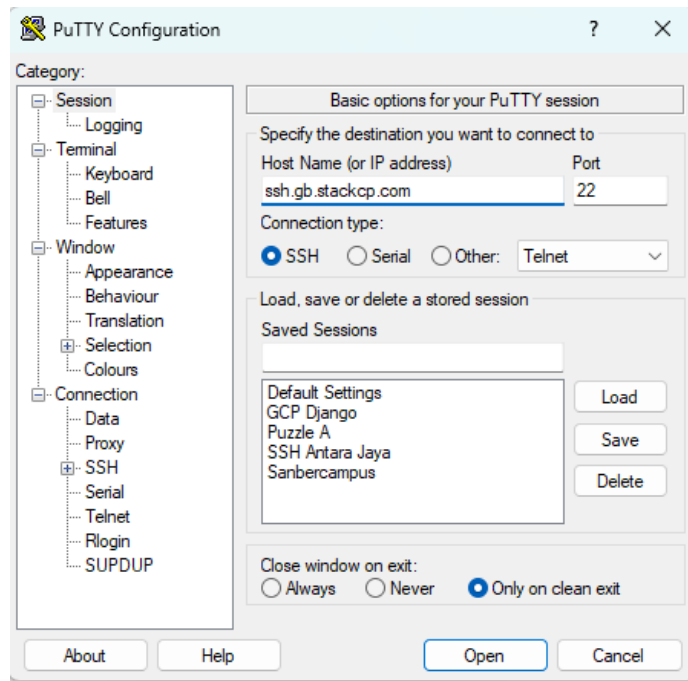 PuTTY Configuration
?
Category:
Session
Logging
Terminal
Keyboard
Bell
Features
Window
Appearance
Behaviour
Translation
Selection
Colours
Connection
Data
Proxy
SSH
Serial
Telnet
Rlogin
SUPDUP
Basic options for your PuTTY session
Specify the destination you want to connect to
Host Name (or IP address) Port
ssh.gb.stackcp.com 22
Connection type:
SSH Serial Other: Telnet
Load, save or delete a stored session
Saved Sessions
Default Settings
GCP Django
Puzzle A
SSH Antara Jaya
Sanbercampus
Load
Save
Delete
Close window on exit:
Always Never Only on clean exit
About Help Open Cancel